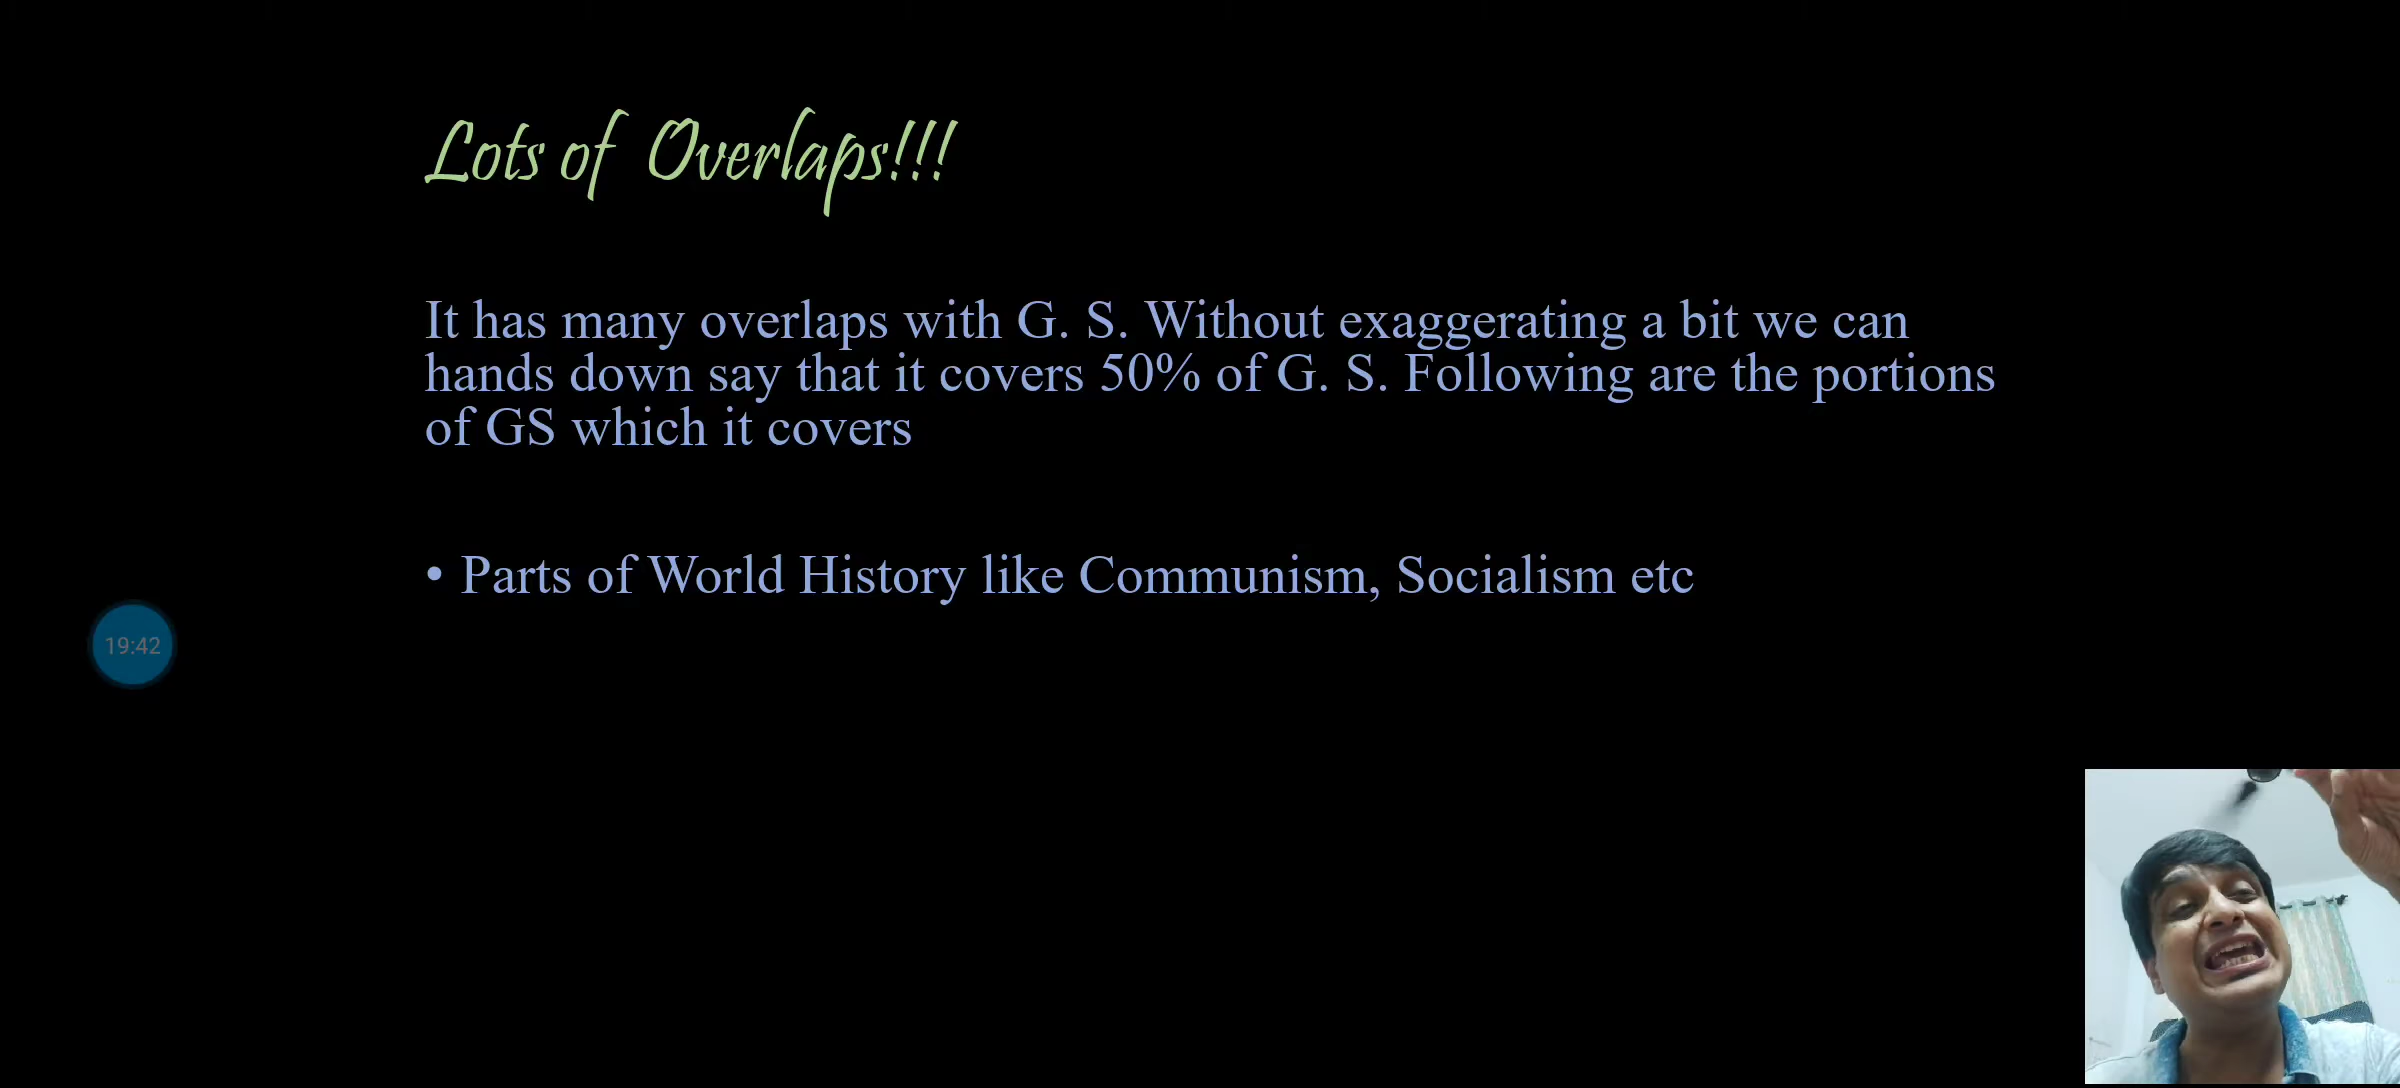 Lots of Overlaps!!!
It has many overlaps with G. S. Without exaggerating a bit we can
hands down say that it covers 50% of G. S. Following are the portions
of GS which it covers
• Parts of World History like Communism, Socialism etc
19:42